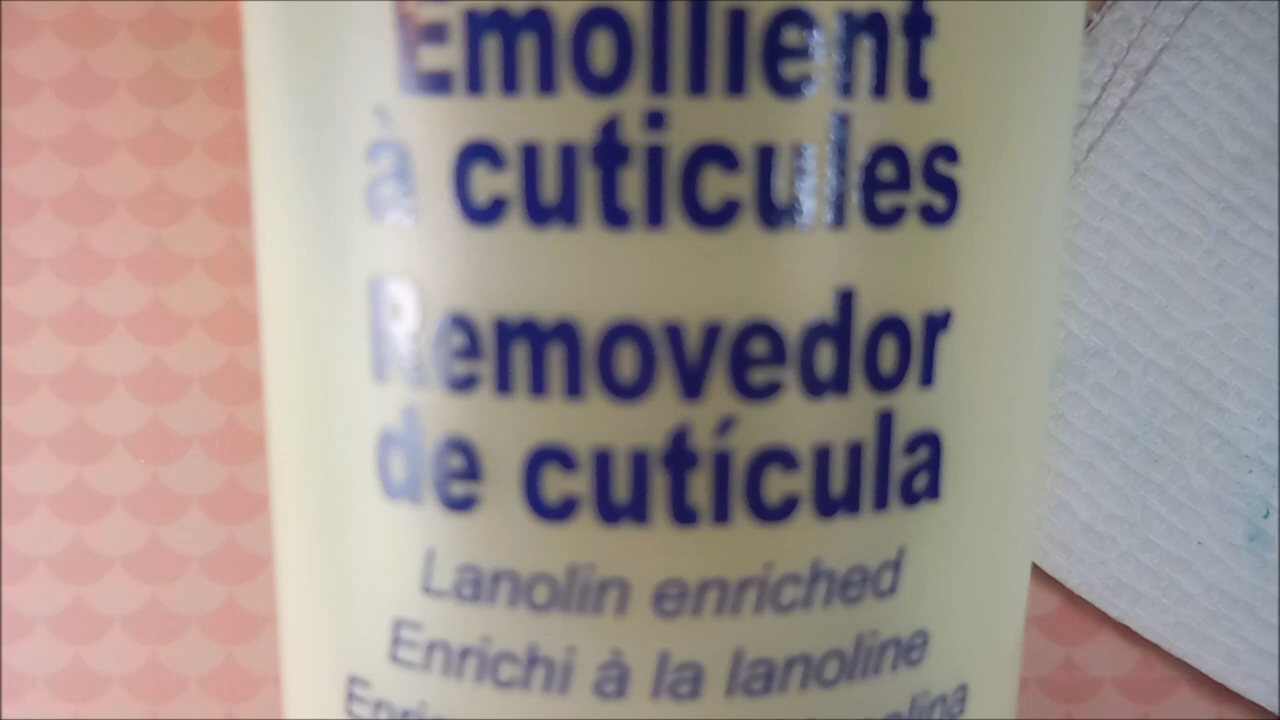 Emollient
à cuticules
Removedor
de cutícula
Lanolin enriched
Enrichi à la lanoline